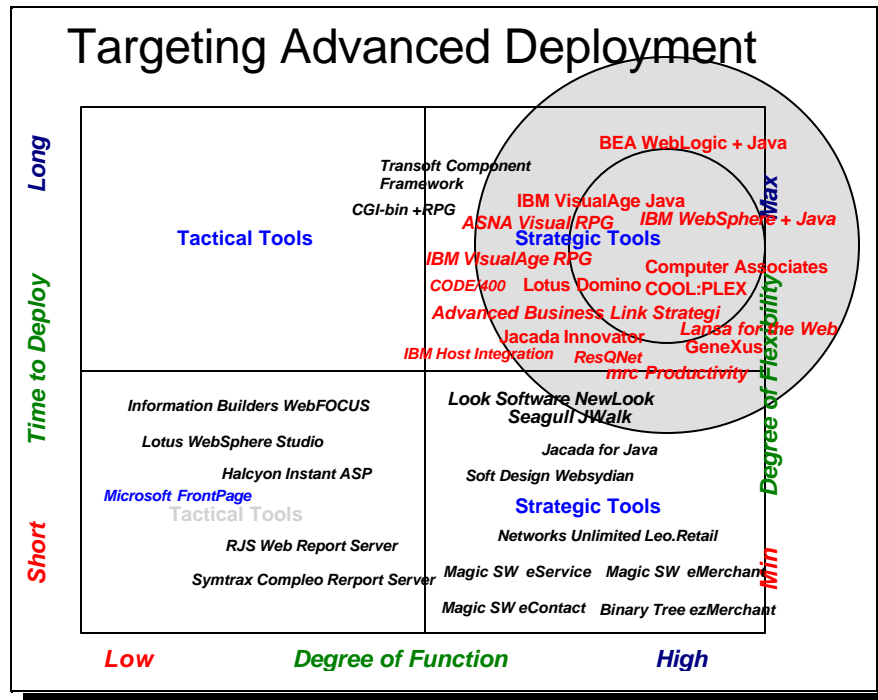 Targeting Advanced Deployment
Long
Time to Deploy
Short
Max
Degree of Flexibility
Min
BEA WebLogic + Java
Transoft Component
Framework
CGI-bin +RPG
IBM VisualAge Java
ASNA Visual RPG
IBM WebSphere + Java
Tactical Tools
Strategic Tools
IBM VisualAge RPG
Computer Associates
COOL:PLEX
CODE/400
Lotus Domino
Advanced Business Link Strategi
Lansa for the Web
Jacada Innovator
GeneXus
IBM Host Integration
ResQNet
mrc Productivity
Information Builders WebFOCUS
Look Software NewLook
Seagull JWalk
Lotus WebSphere Studio
Jacada for Java
Halcyon Instant ASP
Soft Design Websydian
Microsoft FrontPage
Tactical Tools
Strategic Tools
RJS Web Report Server
Networks Unlimited Leo.Retail
Symtrax Compleo Rerport Server
Magic SW eService
Magic SW eMerchant
Magic SW eContact
Binary Tree ezMerchant
Low
Degree of Function
High